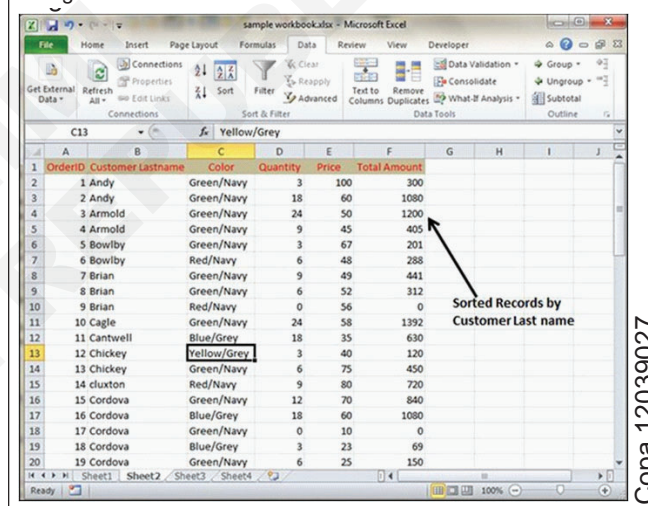 sample workbook.xlsx - Microsoft Excel
File Home Insert Page Layout Formulas Data Review View Developer
Get External Data
Refresh All
Connections
Properties
Edit Links
Connections
Sort
Filter
Clear
Reapply
Advanced
Sort & Filter
Text to Columns
Remove Duplicates
Data Validation
Consolidate
What-If Analysis
Data Tools
Group
Ungroup
Subtotal
Outline
C13 fx Yellow/Grey
A B C D E F G H I J
1 OrderID Customer Lastname Color Quantity Price Total Amount
2 1 Andy Green/Navy 3 100 300
3 2 Andy Green/Navy 18 60 1080
4 3 Armold Green/Navy 24 50 1200
5 4 Armold Green/Navy 9 45 405
6 5 Bowlby Green/Navy 3 67 201
7 6 Bowlby Red/Navy 6 48 288
8 7 Brian Green/Navy 9 49 441
9 8 Brian Green/Navy 6 52 312
10 9 Brian Red/Navy 0 56 0
11 10 Cagle Green/Navy 24 58 1392
12 11 Cantwell Blue/Grey 18 35 630
13 12 Chickey Yellow/Grey 3 40 120
14 13 Chickey Green/Navy 6 75 450
15 14 cluxton Red/Navy 9 80 720
16 15 Cordova Green/Navy 12 70 840
17 16 Cordova Blue/Grey 18 60 1080
18 17 Cordova Green/Navy 0 10 0
19 18 Cordova Blue/Grey 3 23 69
20 19 Cordova Green/Navy 6 25 150
Sorted Records by
Customer Last name
Sheet1 Sheet2 Sheet3 Sheet4
Ready 100%
Copa 12039027